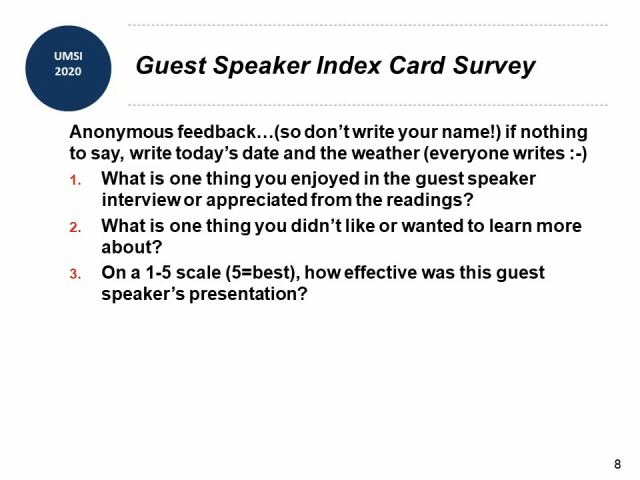 UMSI
2020
Guest Speaker Index Card Survey
Anonymous feedback…(so don’t write your name!) if nothing
to say, write today’s date and the weather (everyone writes :-)
1. What is one thing you enjoyed in the guest speaker
interview or appreciated from the readings?
2. What is one thing you didn’t like or wanted to learn more
about?
3. On a 1-5 scale (5=best), how effective was this guest
speaker’s presentation?
8